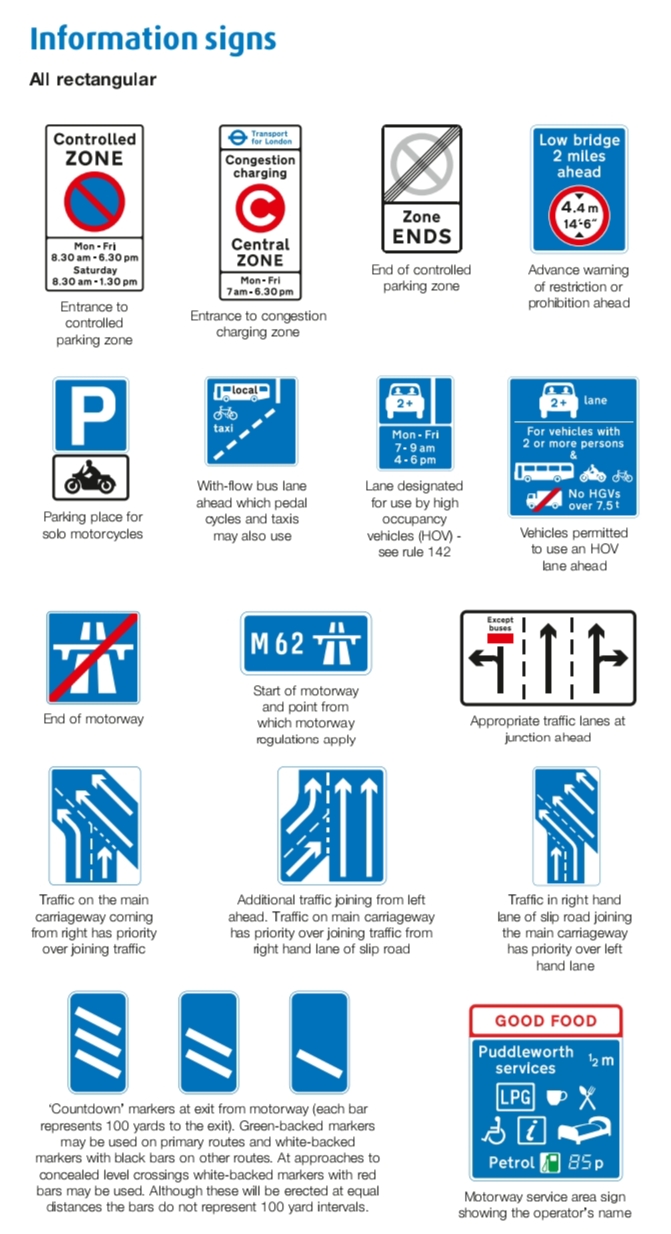 Information signs
All rectangular
Controlled
ZONE
Mon - Fri
8.30 am - 6.30 pm
Saturday
8.30 am - 1.30 pm
Entrance to
controlled
parking zone
Transport
for London
Congestion
charging
C
Central
ZONE
Mon - Fri
7 am - 6.30 pm
Entrance to congestion
charging zone
Zone
ENDS
End of controlled
parking zone
Low bridge
2 miles
ahead
4.4 m
14'-6"
Advance warning
of restriction or
prohibition ahead
P
Parking place for
solo motorcycles
local
taxi
With-flow bus lane
ahead which pedal
cycles and taxis
may also use
2+
Mon - Fri
7 - 9 am
4 - 6 pm
Lane designated
for use by high
occupancy
vehicles (HOV) -
see rule 142
2+ lane
For vehicles with
2 or more persons
&
No HGVs
over 7.5 t
Vehicles permitted
to use an HOV
lane ahead
End of motorway
M 62
Start of motorway
and point from
which motorway
regulations apply
Except
buses
Appropriate traffic lanes at
junction ahead
Traffic on the main
carriageway coming
from right has priority
over joining traffic
Additional traffic joining from left
ahead. Traffic on main carriageway
has priority over joining traffic from
right hand lane of slip road
Traffic in right hand
lane of slip road joining
the main carriageway
has priority over left
hand lane
'Countdown' markers at exit from motorway (each bar
represents 100 yards to the exit). Green-backed markers
may be used on primary routes and white-backed
markers with black bars on other routes. At approaches to
concealed level crossings white-backed markers with red
bars may be used. Although these will be erected at equal
distances the bars do not represent 100 yard intervals.
GOOD FOOD
Puddleworth
services
½ m
LPG
i
Petrol 85p
Motorway service area sign
showing the operator's name